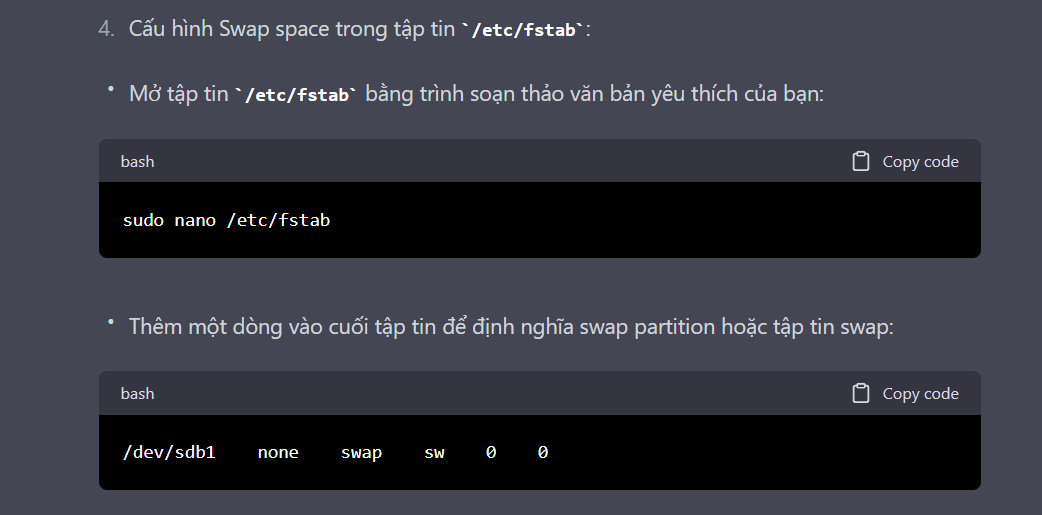 4. Cấu hình Swap space trong tập tin `/etc/fstab`:
• Mở tập tin `/etc/fstab` bằng trình soạn thảo văn bản yêu thích của bạn:
bash Copy code
sudo nano /etc/fstab
• Thêm một dòng vào cuối tập tin để định nghĩa swap partition hoặc tập tin swap:
bash Copy code
/dev/sdb1    none    swap    sw    0    0